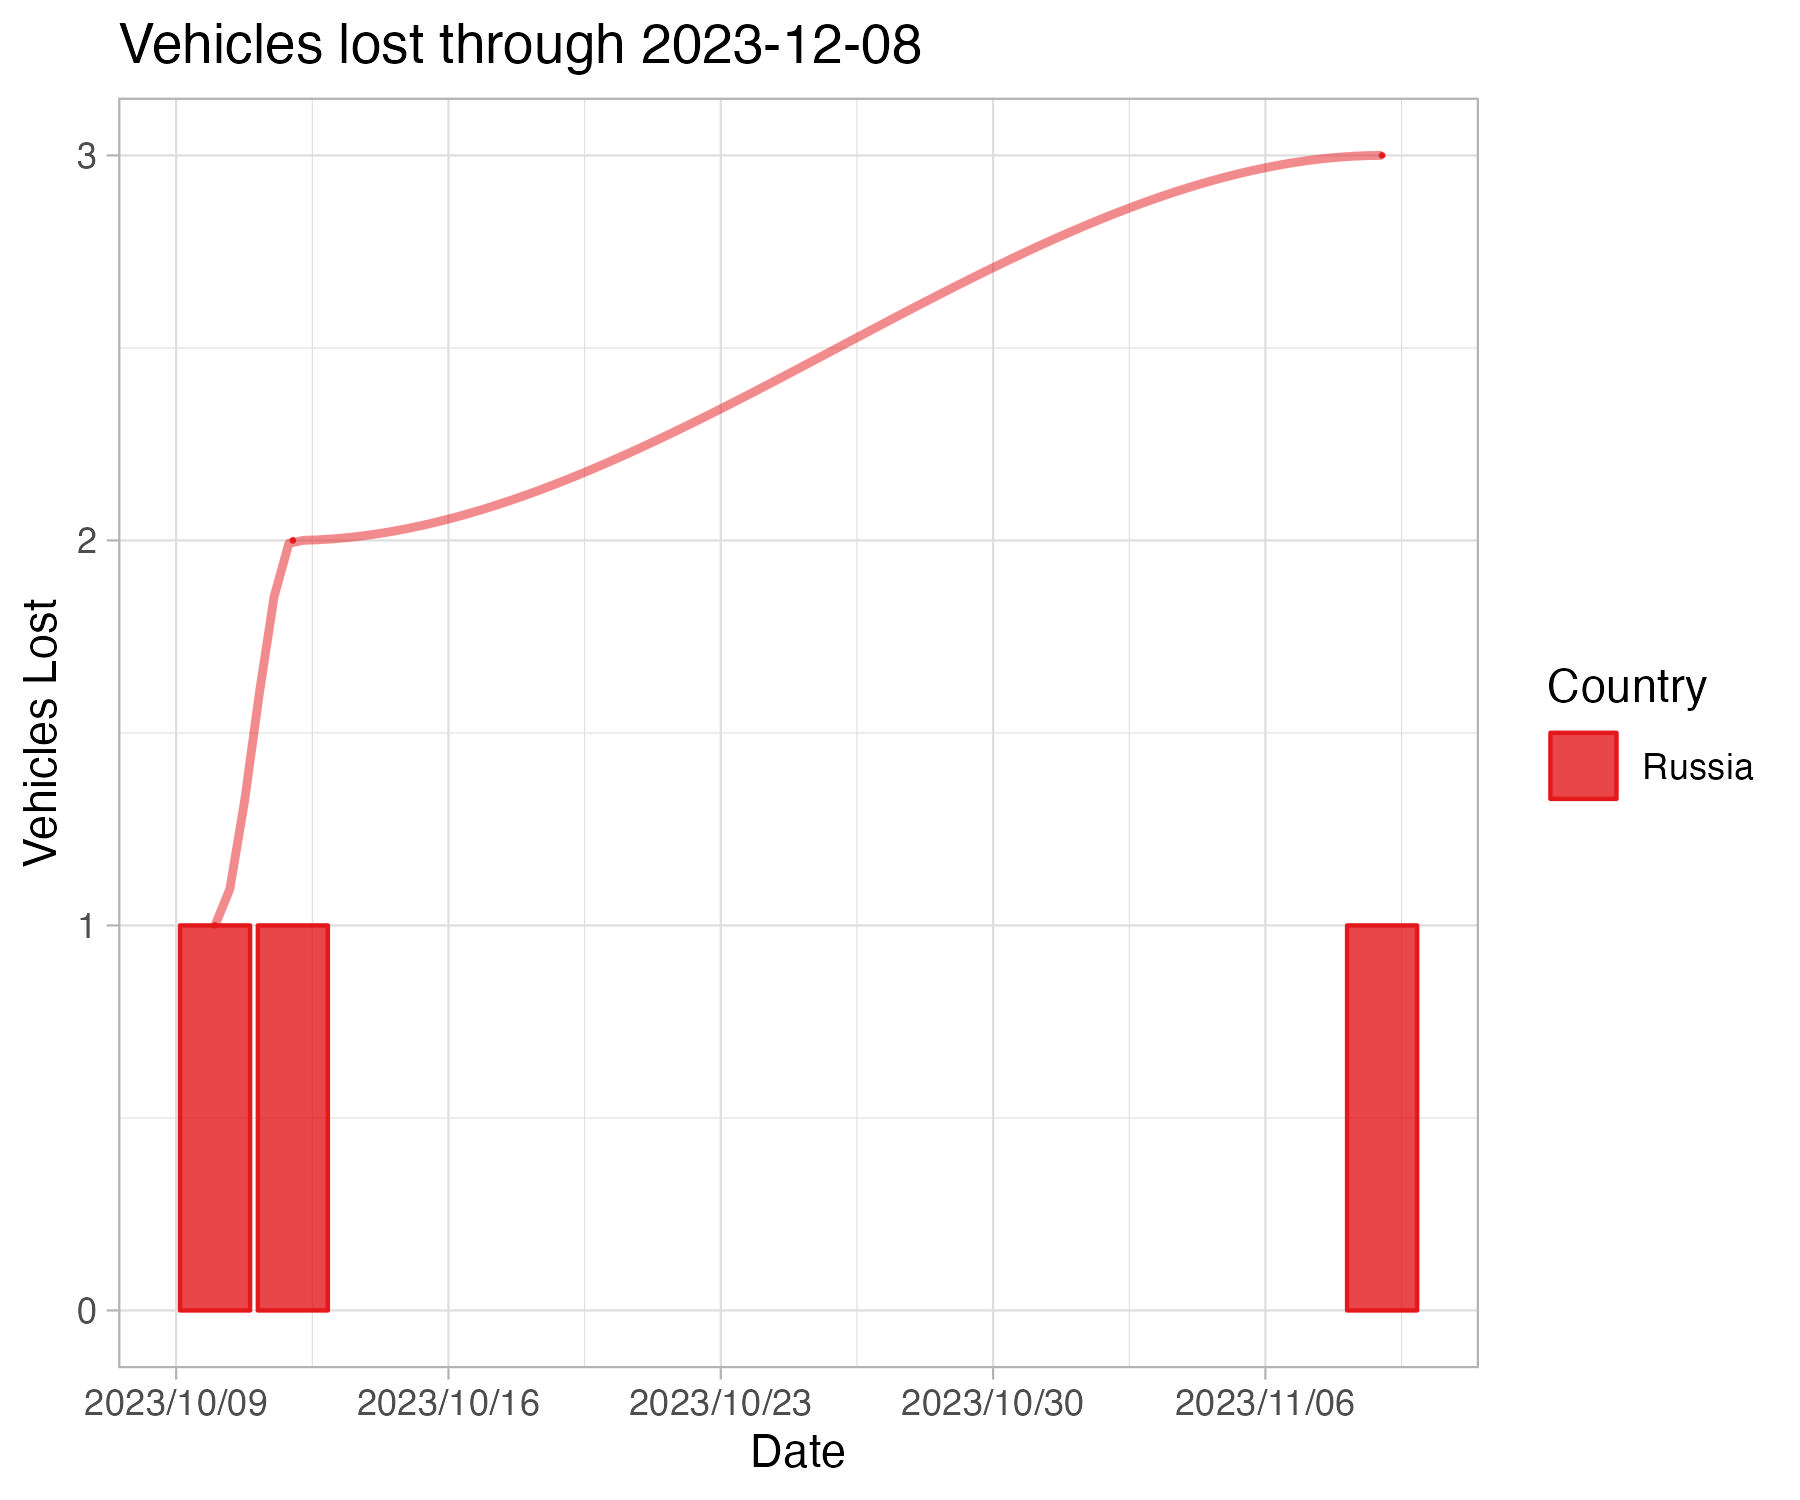 Vehicles lost through 2023-12-08
3
2
1
0
Vehicles Lost
2023/10/09
2023/10/16
2023/10/23
2023/10/30
2023/11/06
Date
Country
Russia